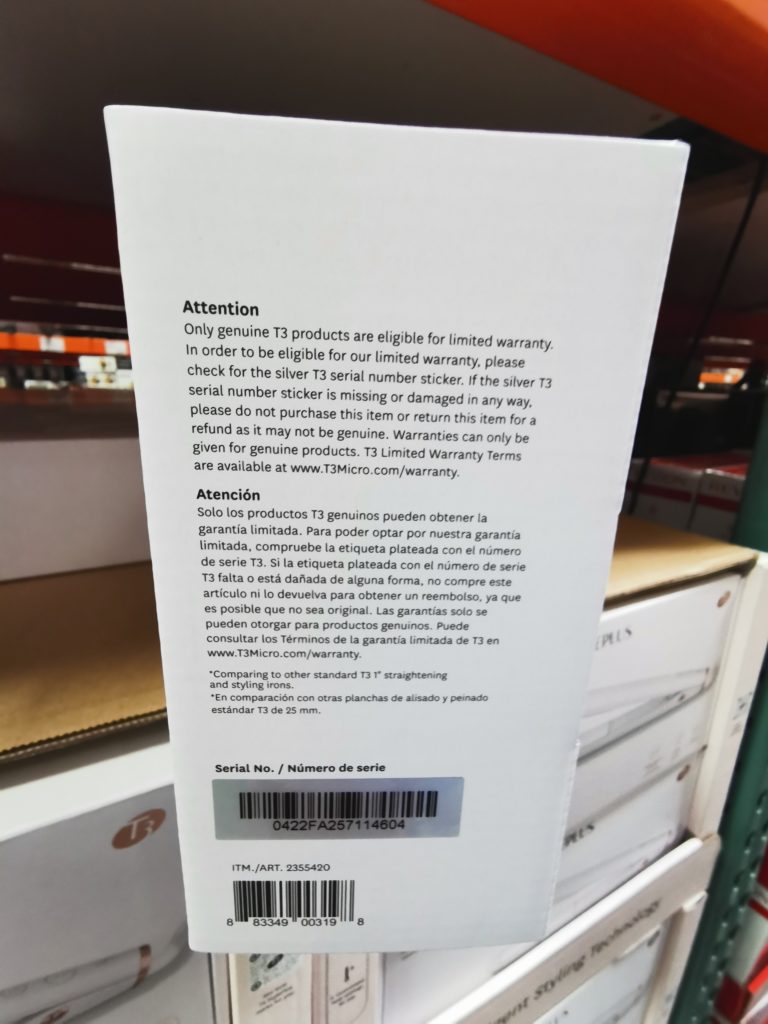 Attention
Only genuine T3 products are eligible for limited warranty.
In order to be eligible for our limited warranty, please
check for the silver T3 serial number sticker. If the silver T3
serial number sticker is missing or damaged in any way,
please do not purchase this item or return this item for a
refund as it may not be genuine. Warranties can only be
given for genuine products. T3 Limited Warranty Terms
are available at www.T3Micro.com/warranty.
Atención
Solo los productos T3 genuinos pueden obtener la
garantía limitada. Para poder optar por nuestra garantía
limitada, compruebe la etiqueta plateada con el número
de serie T3. Si la etiqueta plateada con el número de serie
T3 falta o está dañada de alguna forma, no compre este
artículo ni lo devuelva para obtener un reembolso, ya que
es posible que no sea original. Las garantías solo se
pueden otorgar para productos genuinos. Puede
consultar los Términos de la garantía limitada de T3 en
www.T3Micro.com/warranty.
*Comparing to other standard T3 1" straightening
and styling irons.
*En comparación con otras planchas de alisado y peinado
estándar T3 de 25 mm.
Serial No. / Número de serie
0422FA257114604
ITM./ART. 2355420
8 83349 00319 8
T3
Styling Technology